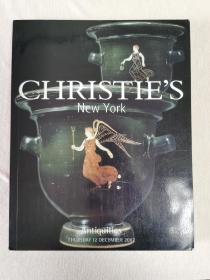 CHRISTIE'S
New York
Antiquities
THURSDAY 12 DECEMBER 2002